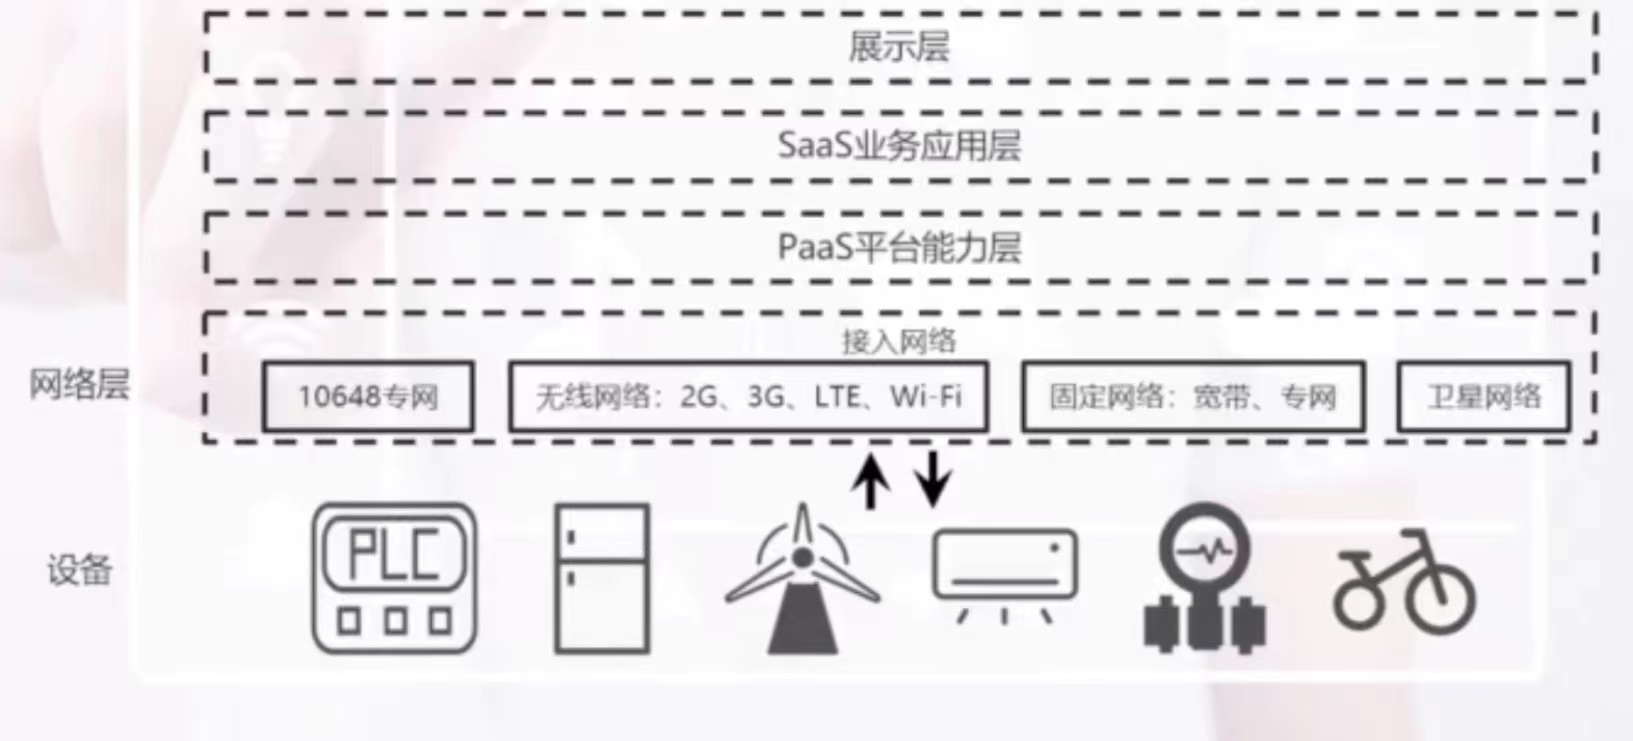 展示层
SaaS业务应用层
PaaS平台能力层
接入网络
网络层
10648专网
无线网络：2G、3G、LTE、Wi-Fi
固定网络：宽带、专网
卫星网络
设备
PLC